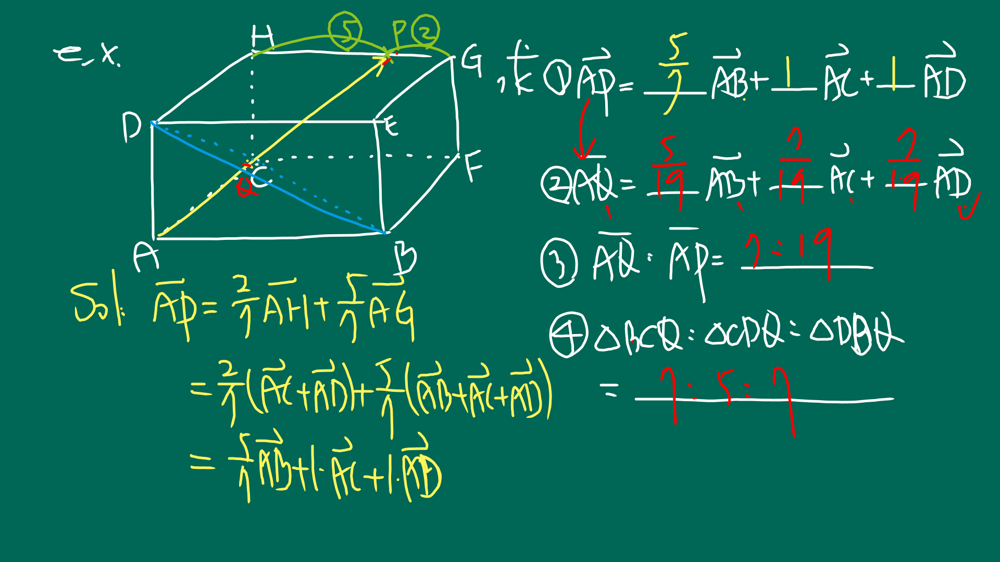 ex.
H ⑤ P ②
G
D E
C F
Q
A B
求 ① AP⃗ = 5/7 AB⃗ + 1 AC⃗ + 1 AD⃗
② AQ = 5/19 AB⃗ + 7/19 AC⃗ + 7/19 AD⃗
③ AQ : AP = 7:19
④ △BCQ : △CDQ : △DBQ
= 7:5:7
Sol: AP = 2/7 AH + 5/7 AG
= 2/7 (AC⃗ + AD⃗) + 5/7 (AB⃗ + AC⃗ + AD⃗)
= 5/7 AB⃗ + 1·AC⃗ + 1·AD⃗